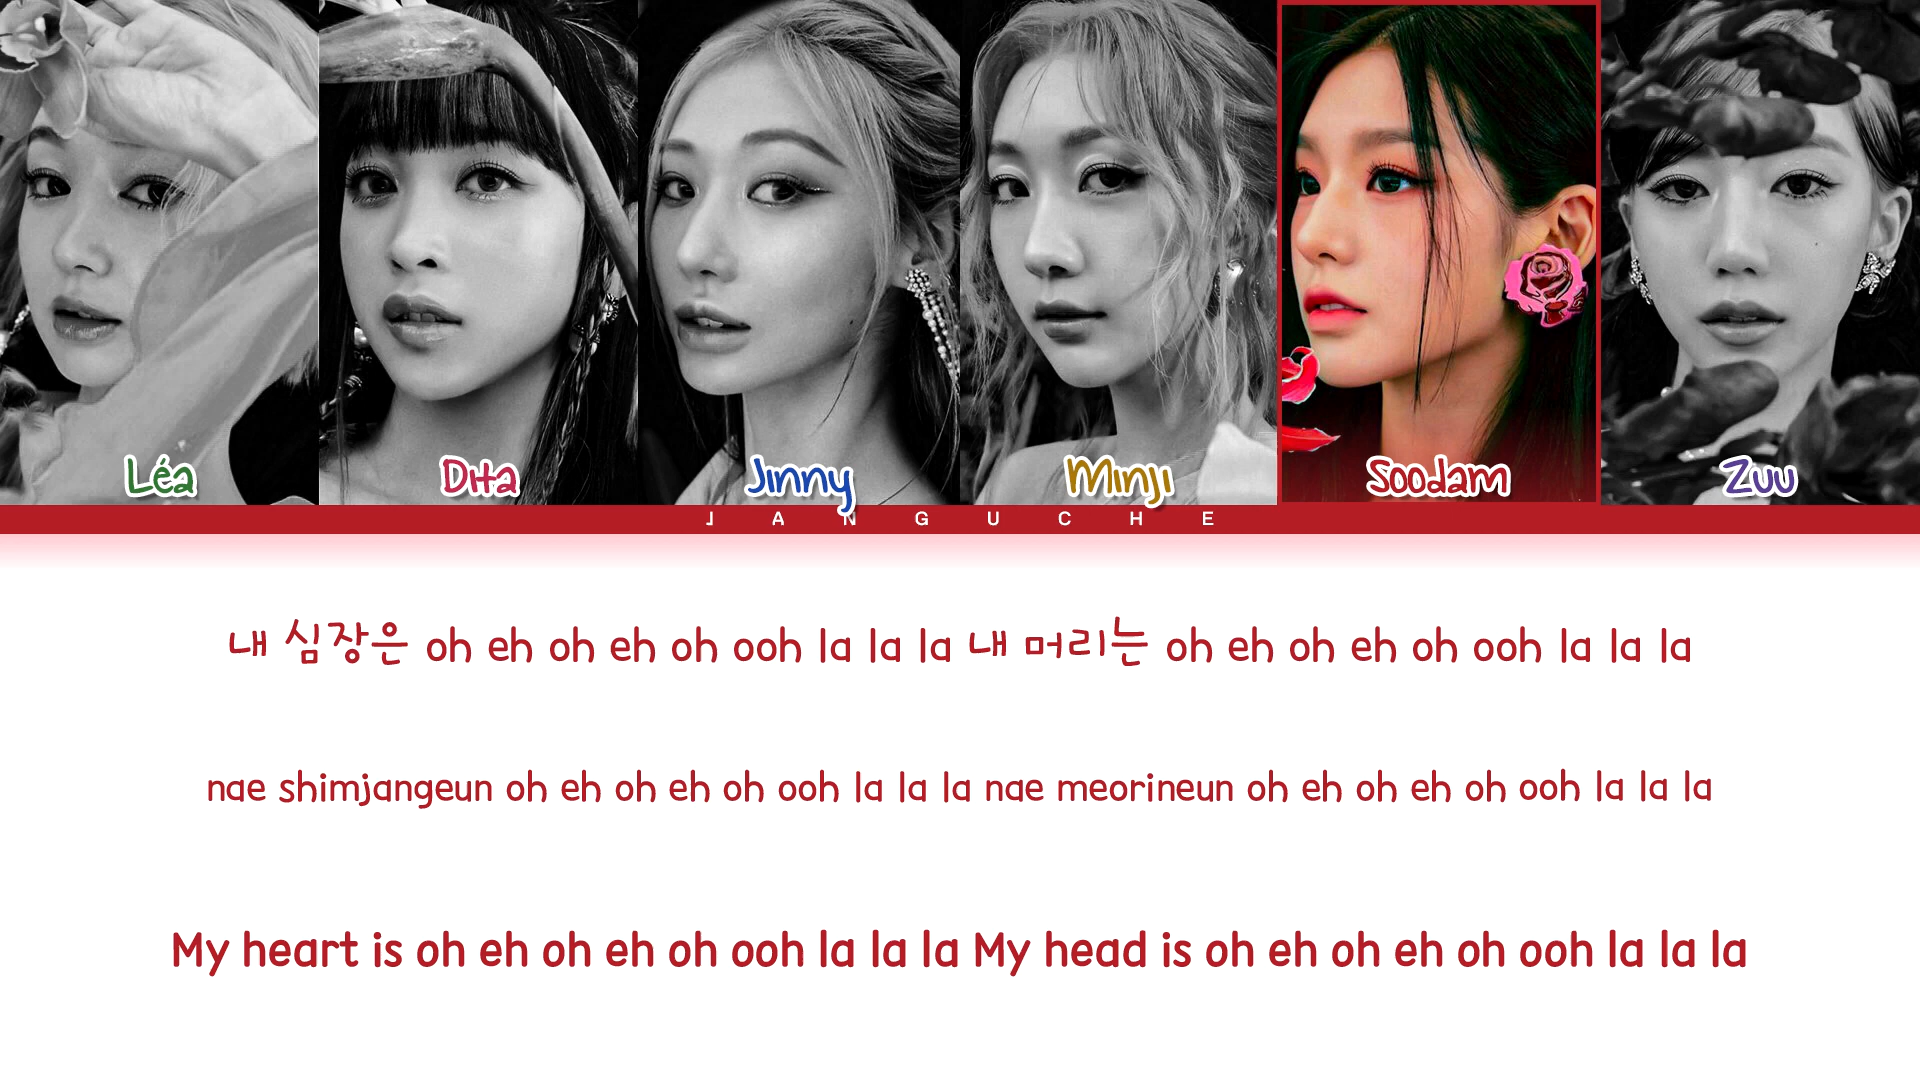 Léa
Dita
Jinny
Minji
Soodam
Zuu
JANGUCHE
내 심장은 oh eh oh eh oh ooh la la la 내 머리는 oh eh oh eh oh ooh la la la
nae shimjangeun oh eh oh eh oh ooh la la la nae meorineun oh eh oh eh oh ooh la la la
My heart is oh eh oh eh oh ooh la la la My head is oh eh oh eh oh ooh la la la